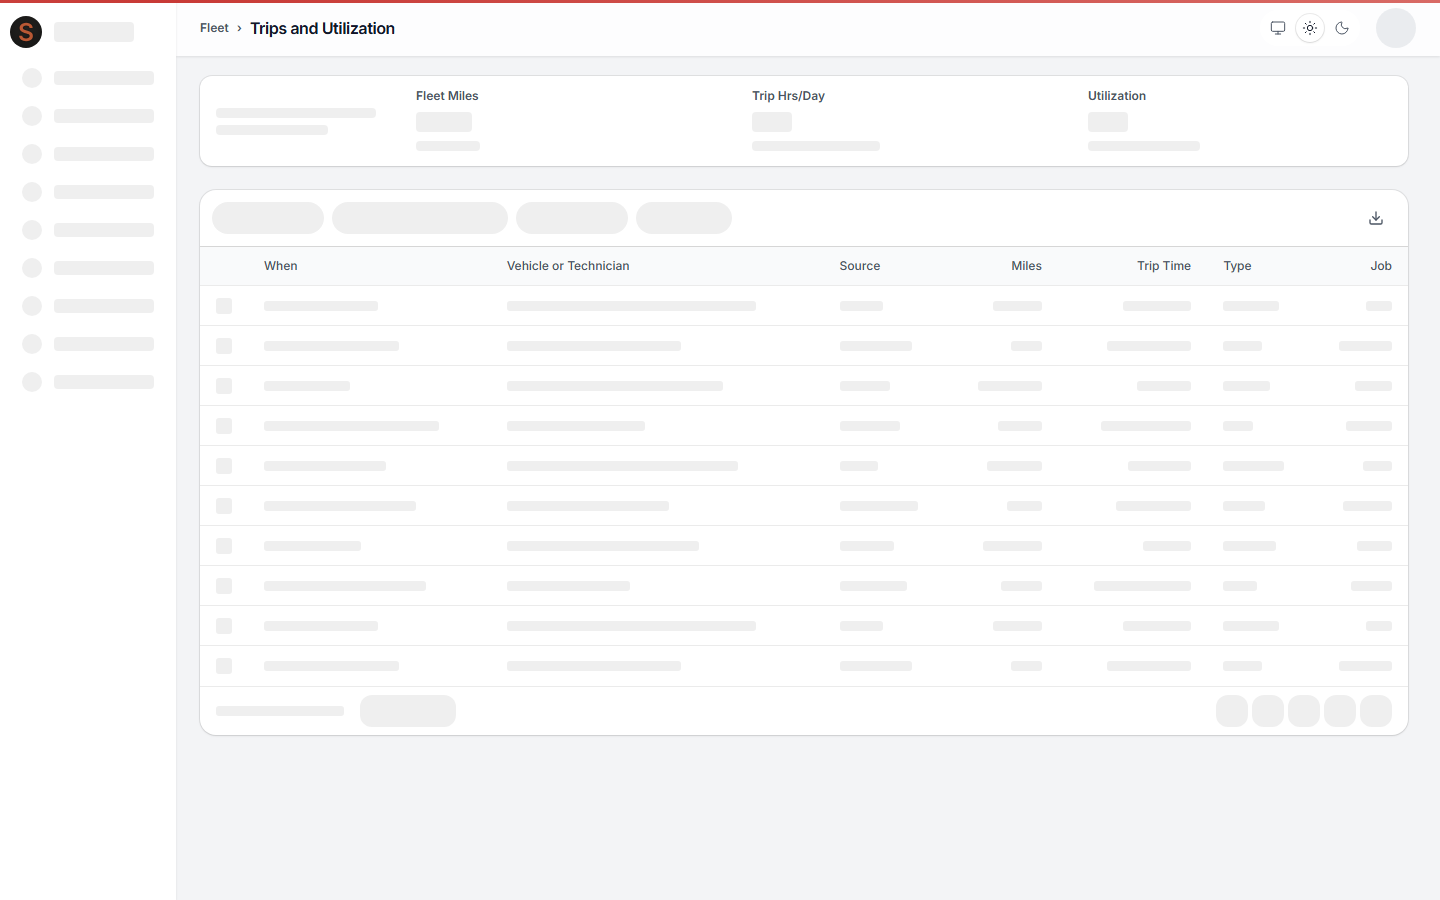 S
Fleet › Trips and Utilization
Fleet Miles
Trip Hrs/Day
Utilization
When
Vehicle or Technician
Source
Miles
Trip Time
Type
Job